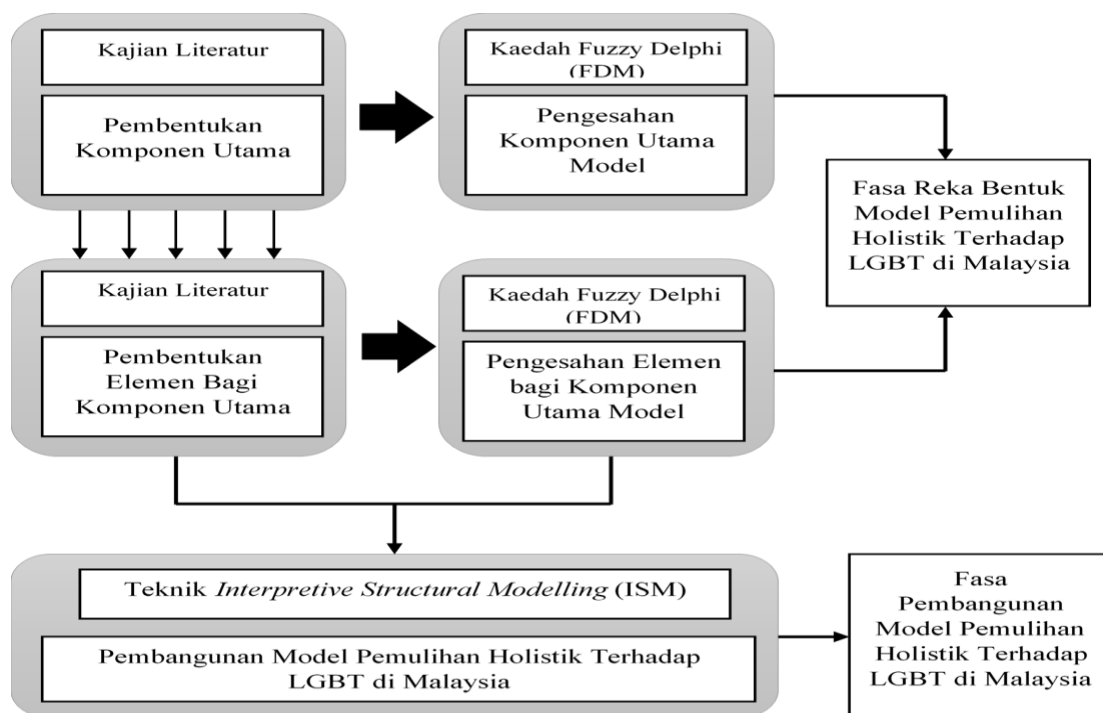 Kajian Literatur
Pembentukan
Komponen Utama
Kaedah Fuzzy Delphi
(FDM)
Pengesahan
Komponen Utama
Model
Fasa Reka Bentuk
Model Pemulihan
Holistik Terhadap
LGBT di Malaysia
Kajian Literatur
Pembentukan
Elemen Bagi
Komponen Utama
Kaedah Fuzzy Delphi
(FDM)
Pengesahan Elemen
bagi Komponen
Utama Model
Teknik Interpretive Structural Modelling (ISM)
Pembangunan Model Pemulihan Holistik Terhadap
LGBT di Malaysia
Fasa
Pembangunan
Model Pemulihan
Holistik Terhadap
LGBT di Malaysia